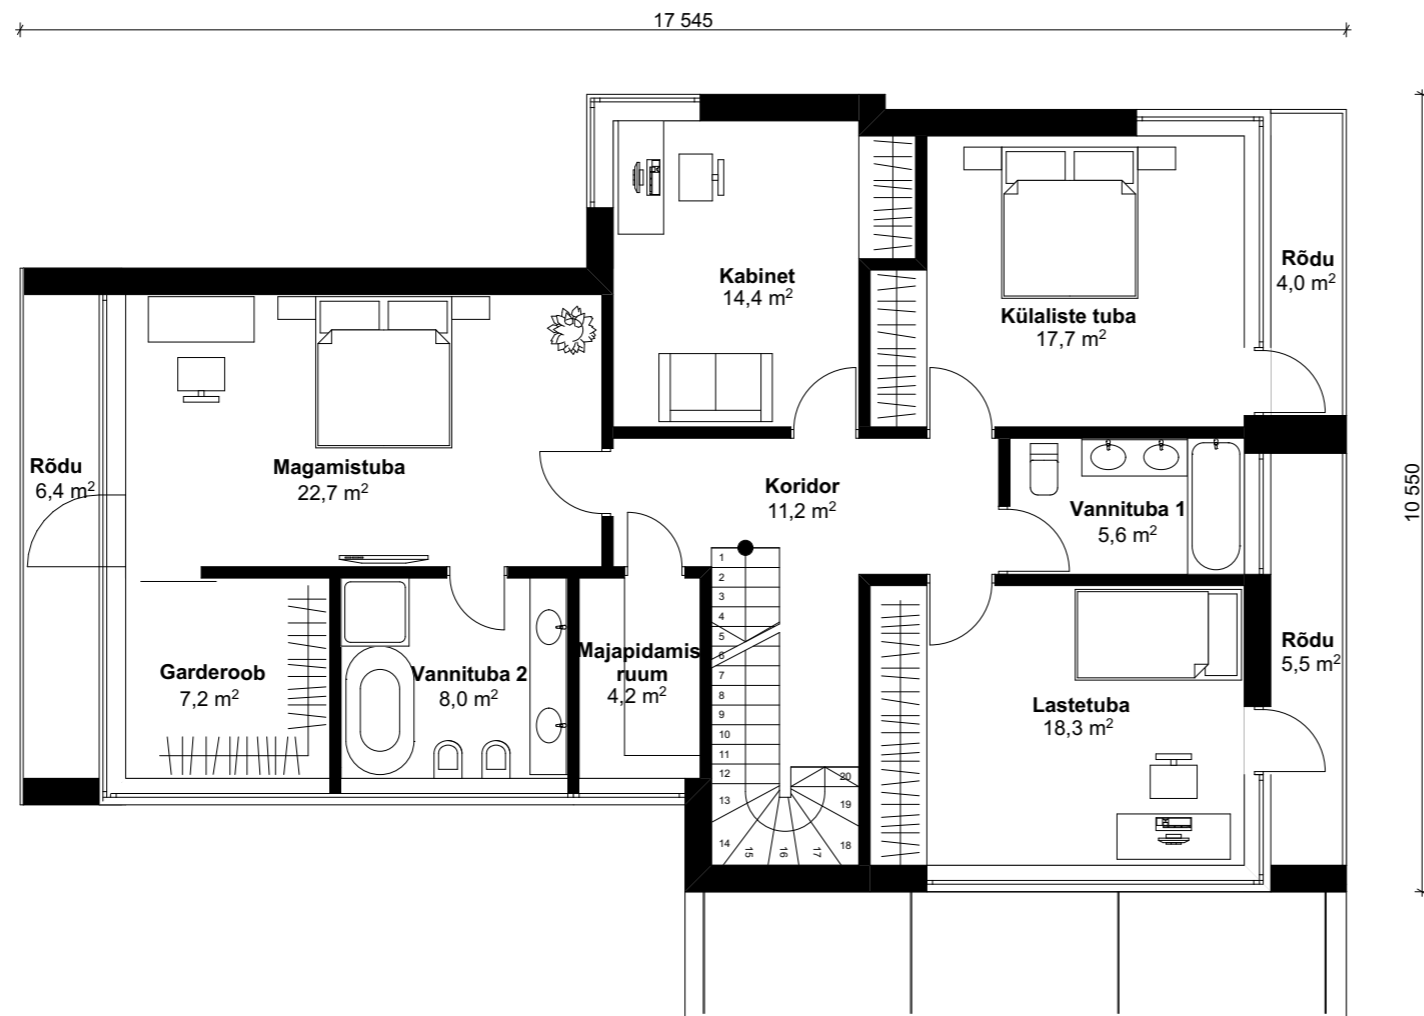 17 545
10 550
Kabinet
14,4 m²
Rõdu
4,0 m²
Külaliste tuba
17,7 m²
Rõdu
6,4 m²
Magamistuba
22,7 m²
Koridor
11,2 m²
Vannituba 1
5,6 m²
Garderoob
7,2 m²
Vannituba 2
8,0 m²
Majapidamis
ruum
4,2 m²
Rõdu
5,5 m²
Lastetuba
18,3 m²
1
2
3
4
5
6
7
8
9
10
11
12
13
14
15
16
17
18
19
20